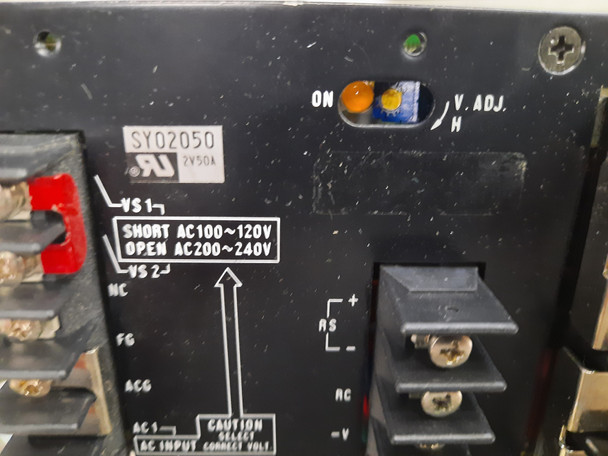 ON
V. ADJ.
H
SY02050
2V50A
VS1
SHORT AC100~120V
OPEN AC200~240V
VS2
NC
+
RS
-
FG
ACG
RC
AC1
CAUTION
SELECT
AC INPUT CORRECT VOLT.
-V